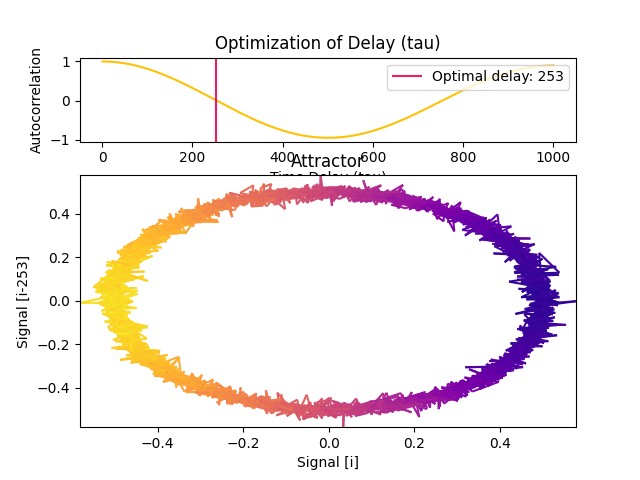 Optimization of Delay (tau)
Autocorrelation
1
0
−1
Optimal delay: 253
0 200 400 600 800 1000
Time Delay (tau)
Attractor
Signal [i-253]
0.4
0.2
0.0
−0.2
−0.4
−0.4 −0.2 0.0 0.2 0.4
Signal [i]